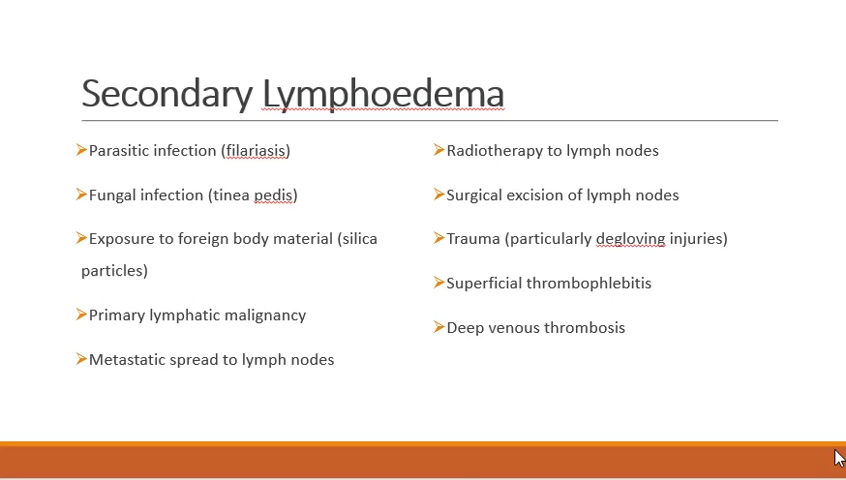 Secondary Lymphoedema
➢Parasitic infection (filariasis)
➢Fungal infection (tinea pedis)
➢Exposure to foreign body material (silica
particles)
➢Primary lymphatic malignancy
➢Metastatic spread to lymph nodes
➢Radiotherapy to lymph nodes
➢Surgical excision of lymph nodes
➢Trauma (particularly degloving injuries)
➢Superficial thrombophlebitis
➢Deep venous thrombosis